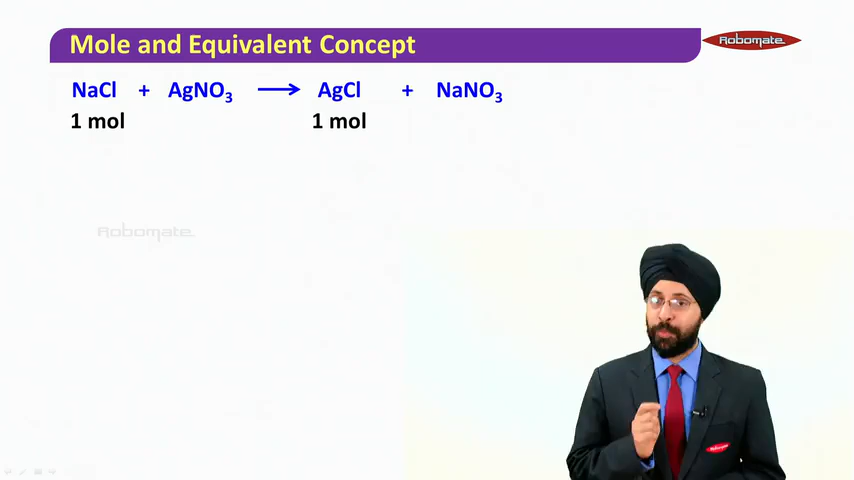 Mole and Equivalent Concept
Robomate
NaCl + AgNO₃ ⟶ AgCl + NaNO₃
1 mol 1 mol
Robomate